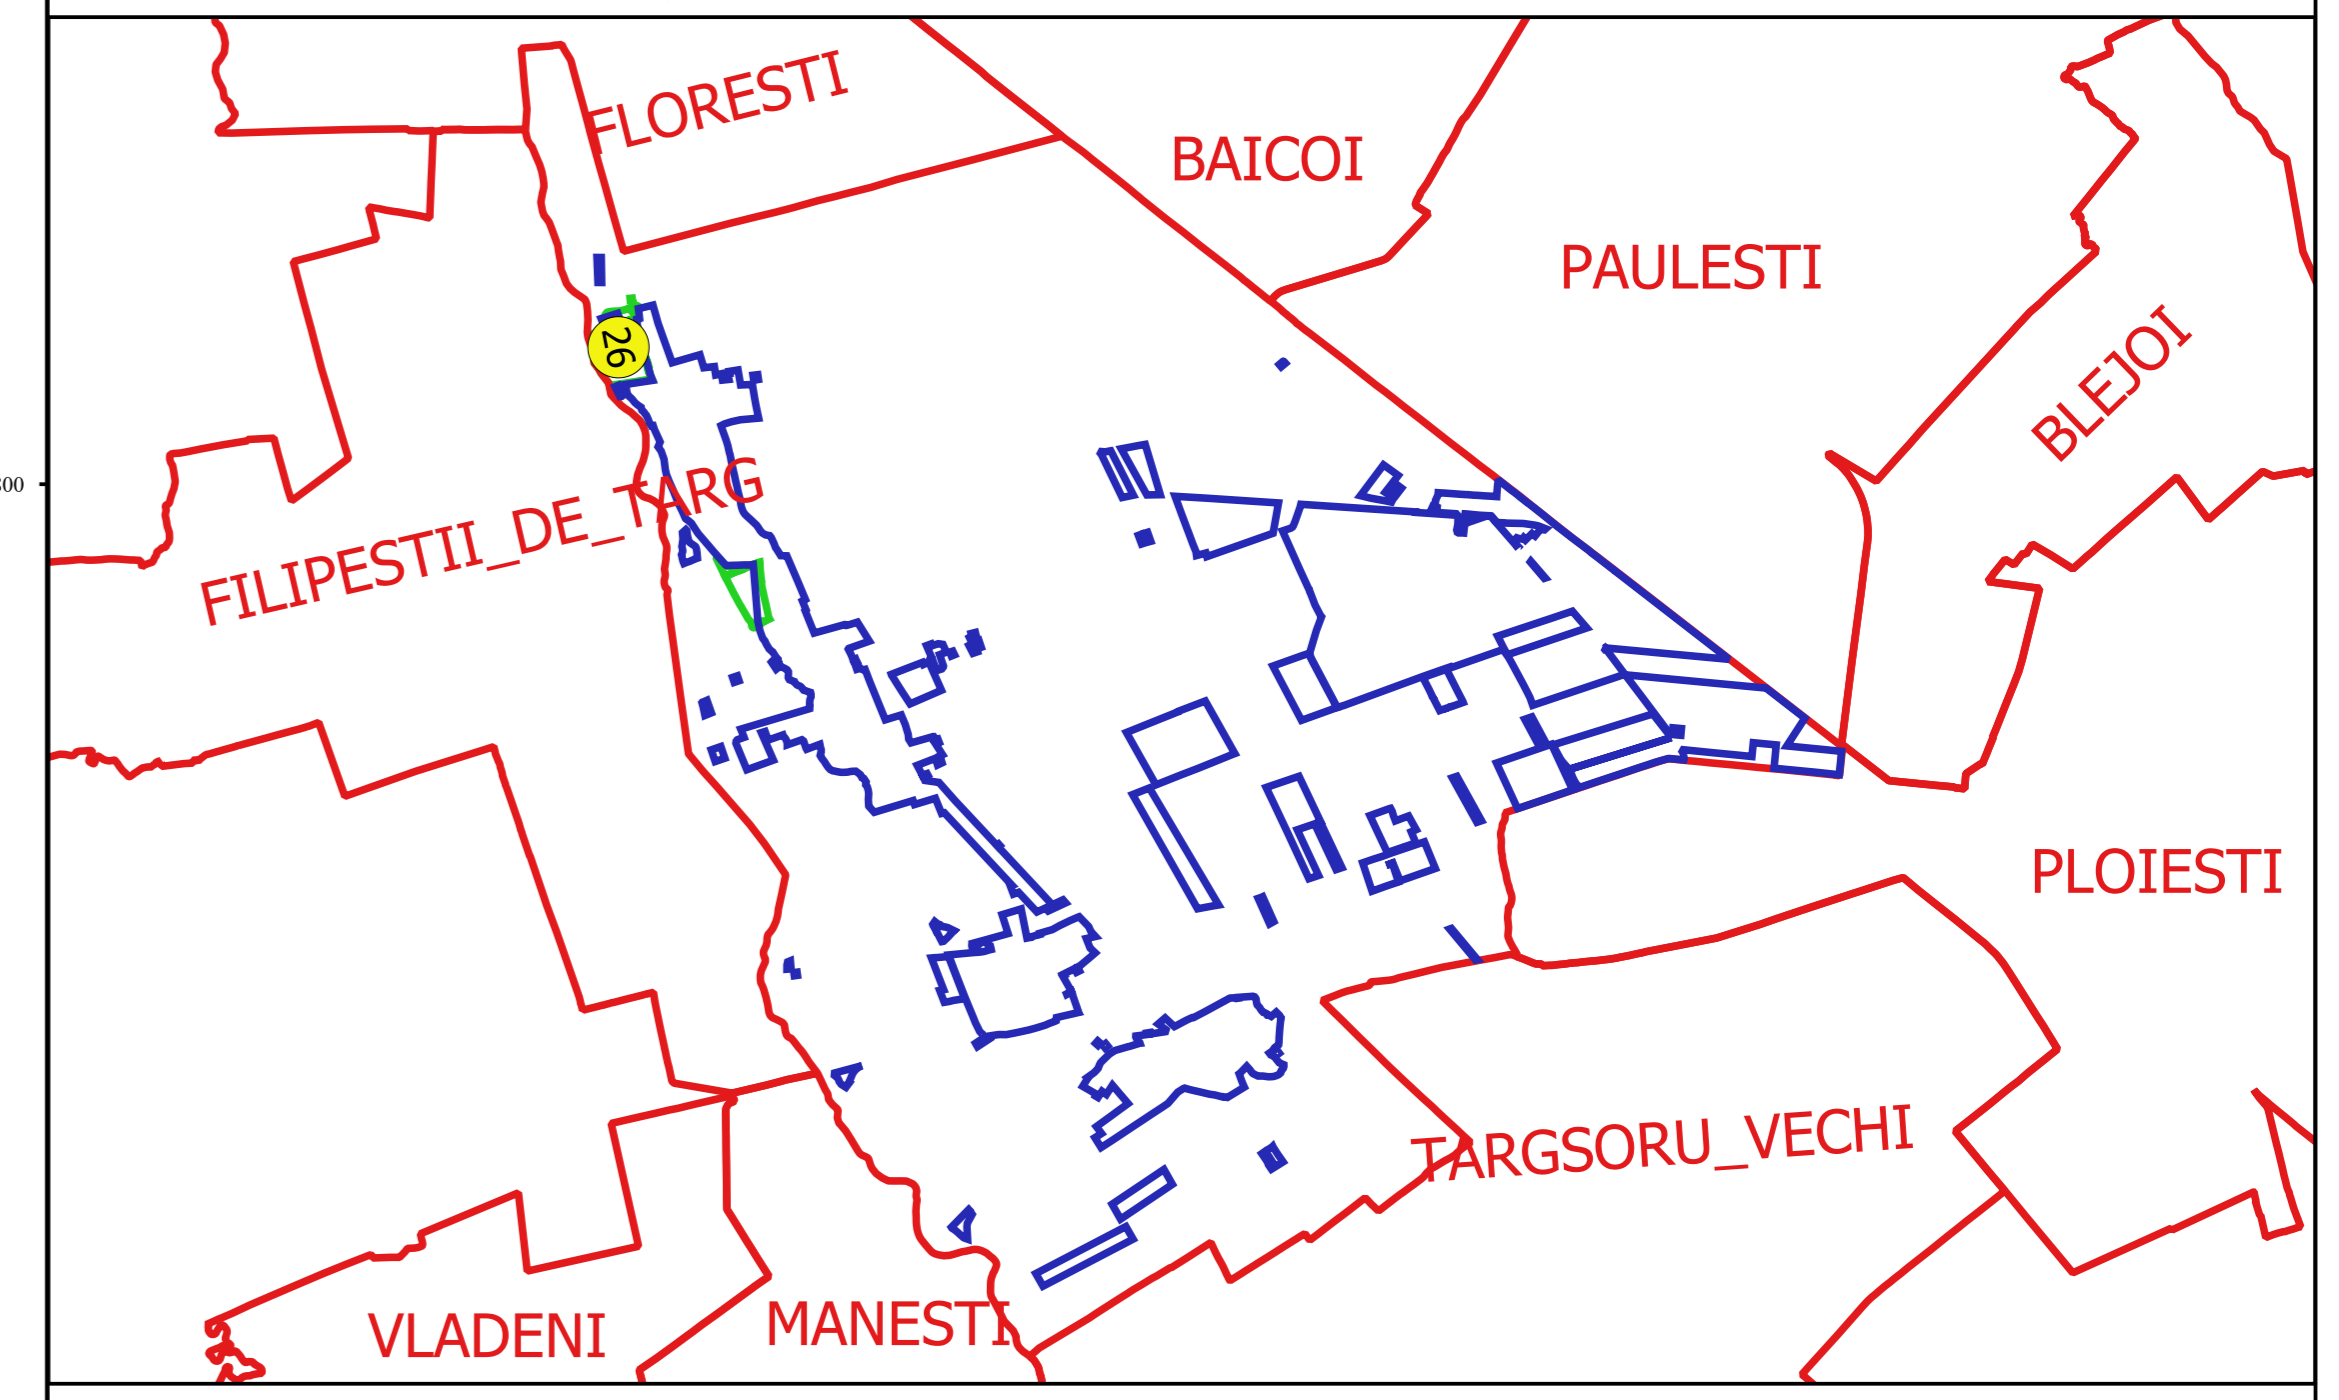 FLORESTI
BAICOI
PAULESTI
26
BLEJOI
FILIPESTII_DE_TARG
PLOIESTI
TARGSORU_VECHI
VLADENI
MANESTI